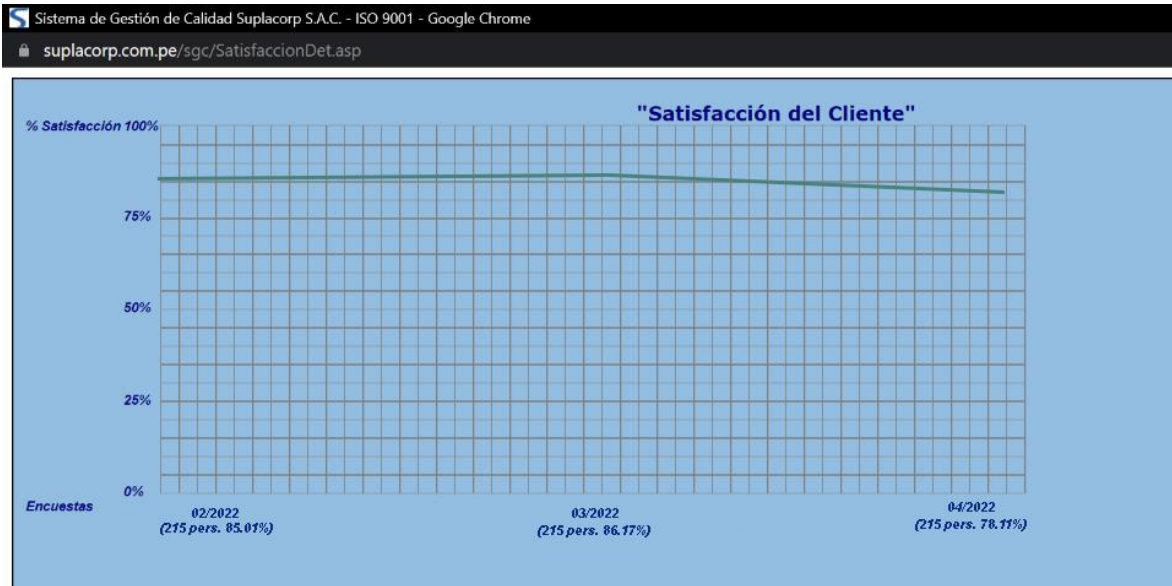 Sistema de Gestión de Calidad Suplacorp S.A.C. - ISO 9001 - Google Chrome
suplacorp.com.pe/sgc/SatisfaccionDet.asp
"Satisfacción del Cliente"
% Satisfacción 100%
75%
50%
25%
0%
Encuestas
02/2022
(215 pers. 85.01%)
03/2022
(215 pers. 86.17%)
04/2022
(215 pers. 78.11%)